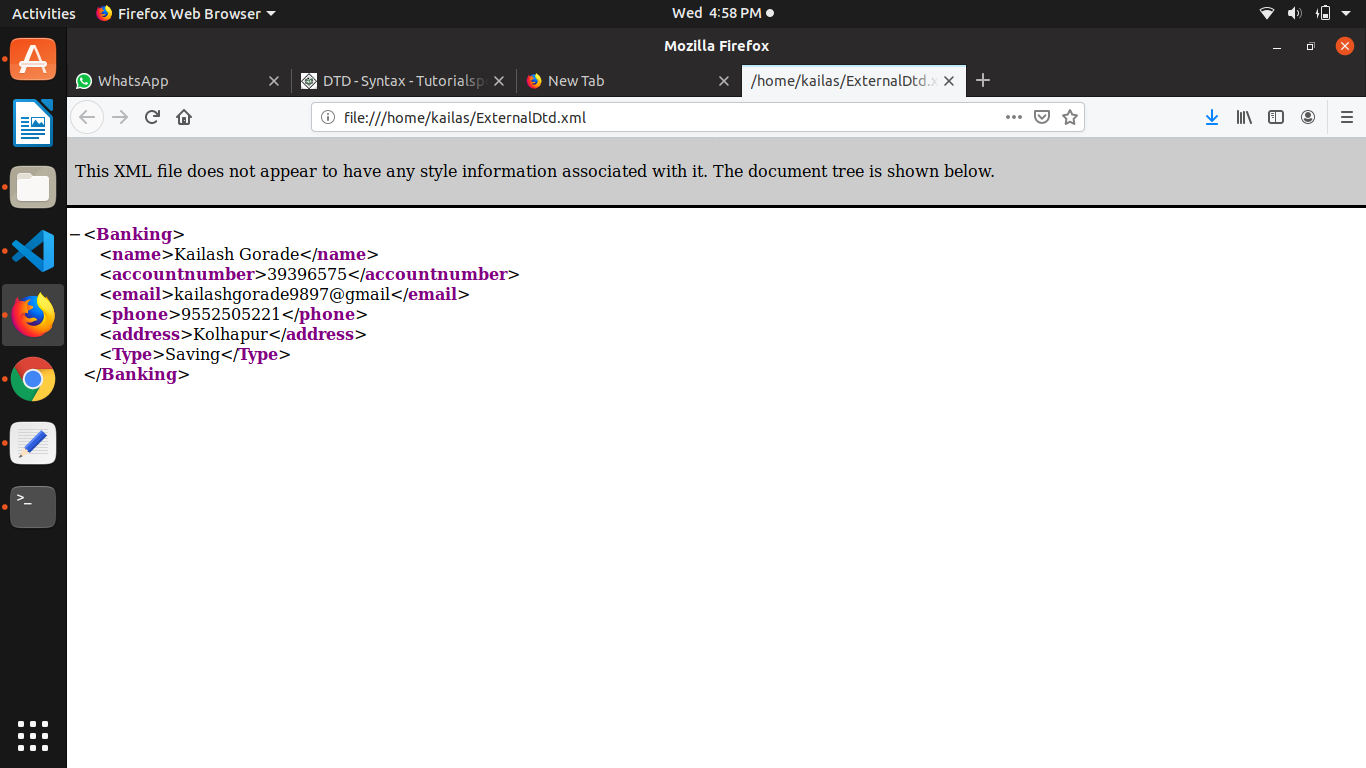 Activities Firefox Web Browser Wed 4:58 PM
Mozilla Firefox
WhatsApp DTD - Syntax - Tutorialsp New Tab /home/kailas/ExternalDtd.x
file:///home/kailas/ExternalDtd.xml
This XML file does not appear to have any style information associated with it. The document tree is shown below.
−<Banking>
<name>Kailash Gorade</name>
<accountnumber>39396575</accountnumber>
<email>kailashgorade9897@gmail</email>
<phone>9552505221</phone>
<address>Kolhapur</address>
<Type>Saving</Type>
</Banking>
>_